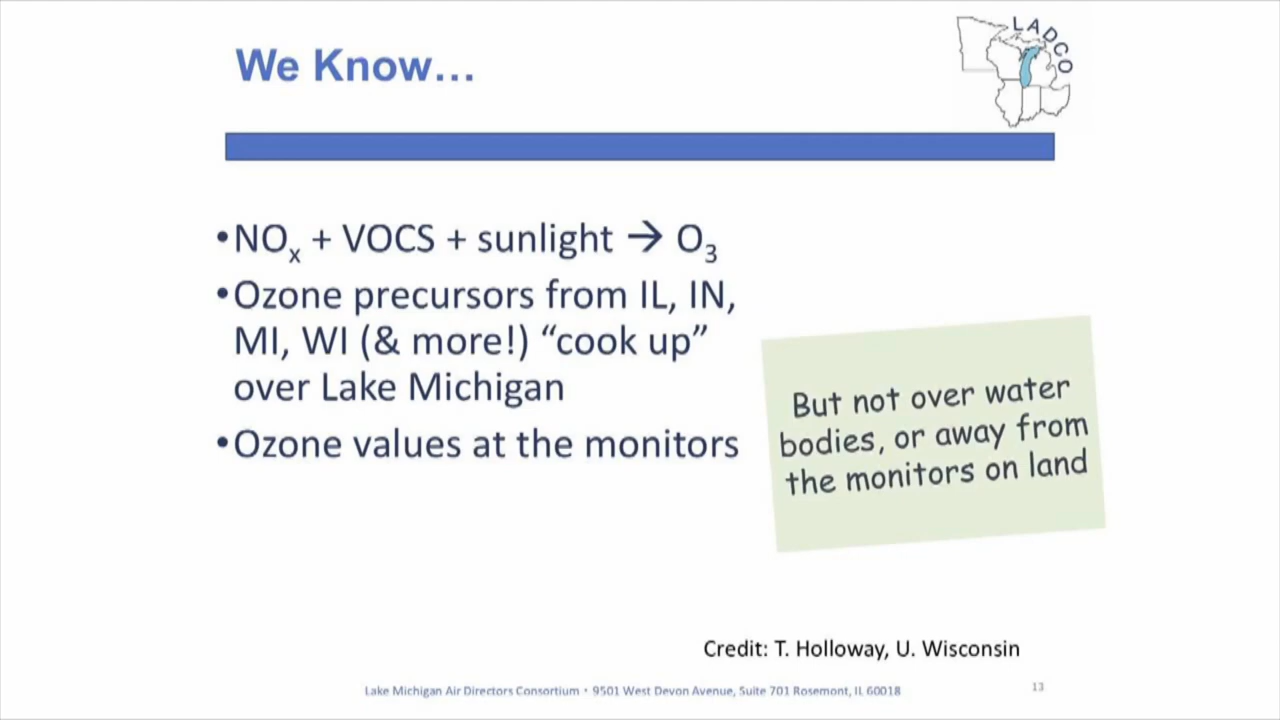 We Know...
LADCO
•NOx + VOCS + sunlight → O3
•Ozone precursors from IL, IN,
MI, WI (& more!) “cook up”
over Lake Michigan
•Ozone values at the monitors
But not over water
bodies, or away from
the monitors on land
Credit: T. Holloway, U. Wisconsin
Lake Michigan Air Directors Consortium • 9501 West Devon Avenue, Suite 701 Rosemont, IL 60018
13